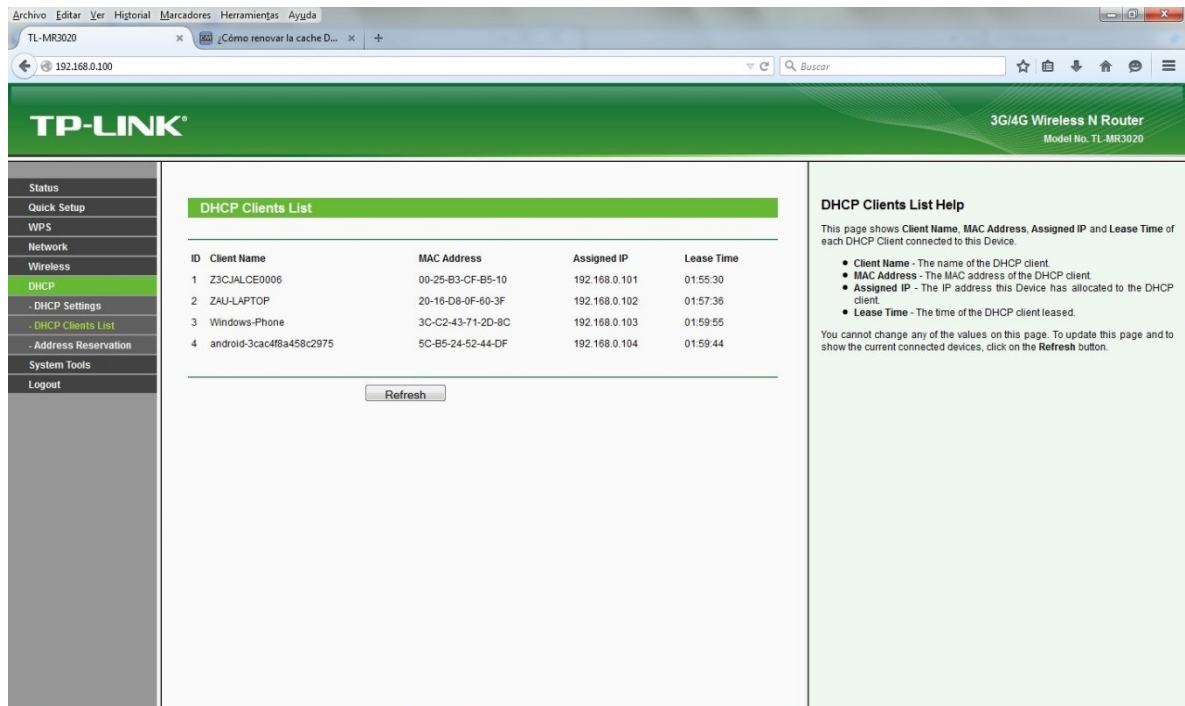 Archivo Editar Ver Historial Marcadores Herramientas Ayuda
TL-MR3020
¿Cómo renovar la cache D...
192.168.0.100
Buscar
TP-LINK®
3G/4G Wireless N Router
Model No. TL-MR3020
Status
Quick Setup
WPS
Network
Wireless
DHCP
- DHCP Settings
- DHCP Clients List
- Address Reservation
System Tools
Logout
DHCP Clients List
ID Client Name MAC Address Assigned IP Lease Time
1 Z3CJALCE0006 00-25-B3-CF-B5-10 192.168.0.101 01:55:30
2 ZAU-LAPTOP 20-16-D8-0F-60-3F 192.168.0.102 01:57:36
3 Windows-Phone 3C-C2-43-71-2D-8C 192.168.0.103 01:59:55
4 android-3cac4f8a458c2975 5C-B5-24-52-44-DF 192.168.0.104 01:59:44
Refresh
DHCP Clients List Help
This page shows Client Name, MAC Address, Assigned IP and Lease Time of
each DHCP Client connected to this Device.
● Client Name - The name of the DHCP client.
● MAC Address - The MAC address of the DHCP client.
● Assigned IP - The IP address this Device has allocated to the DHCP
client.
● Lease Time - The time of the DHCP client leased.
You cannot change any of the values on this page. To update this page and to
show the current connected devices, click on the Refresh button.